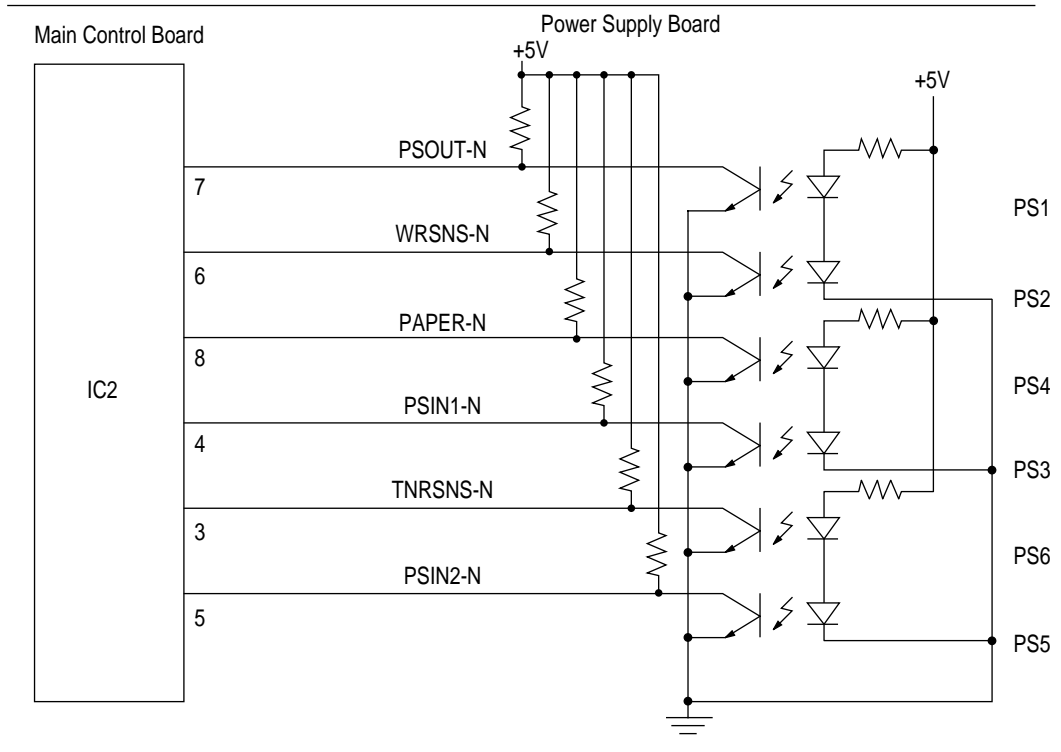 Main Control Board
Power Supply Board
+5V
+5V
PSOUT-N
7
PS1
WRSNS-N
6
PS2
PAPER-N
8
PS4
IC2
PSIN1-N
4
PS3
TNRSNS-N
3
PS6
PSIN2-N
5
PS5